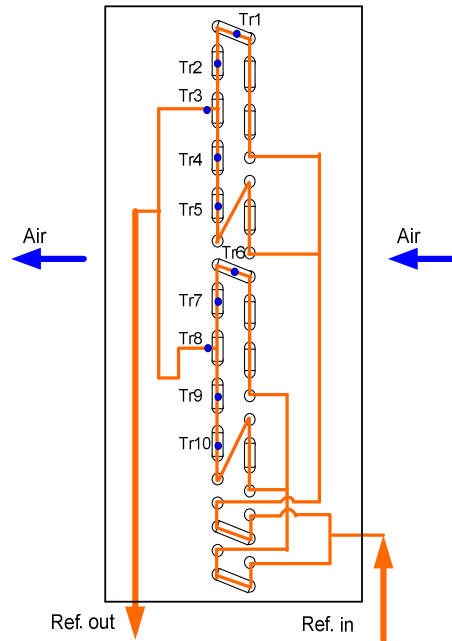 Tr1
Tr2
Tr3
Tr4
Tr5
Air
Air
Tr6
Tr7
Tr8
Tr9
Tr10
Ref. out
Ref. in